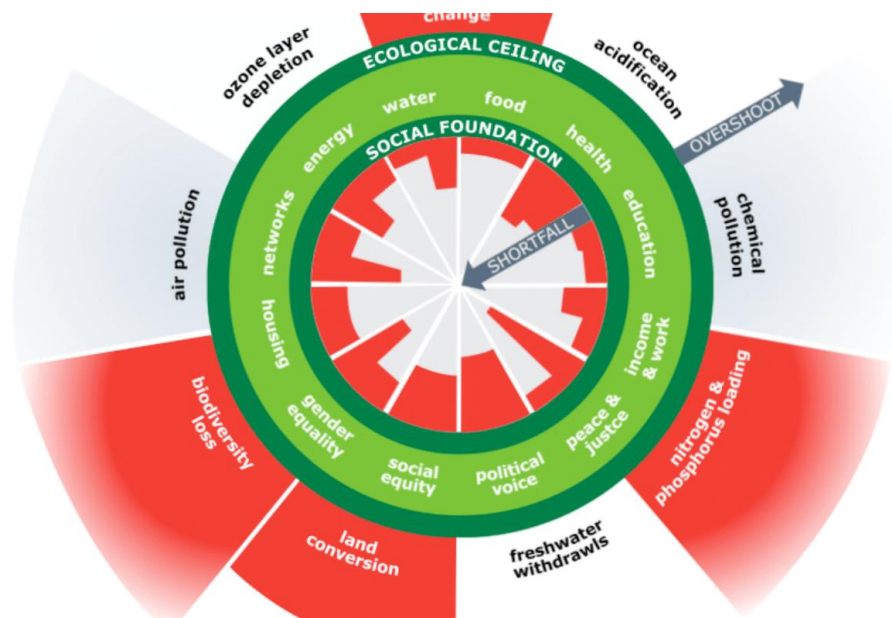 change
ECOLOGICAL CEILING
ozone layer
depletion
ocean
acidification
OVERSHOOT
water
food
energy
health
SOCIAL FOUNDATION
networks
education
SHORTFALL
air pollution
chemical
pollution
housing
income
& work
biodiversity
loss
gender
equality
peace &
justce
nitrogen &
phosphorus loading
social
equity
political
voice
land
conversion
freshwater
withdrawls